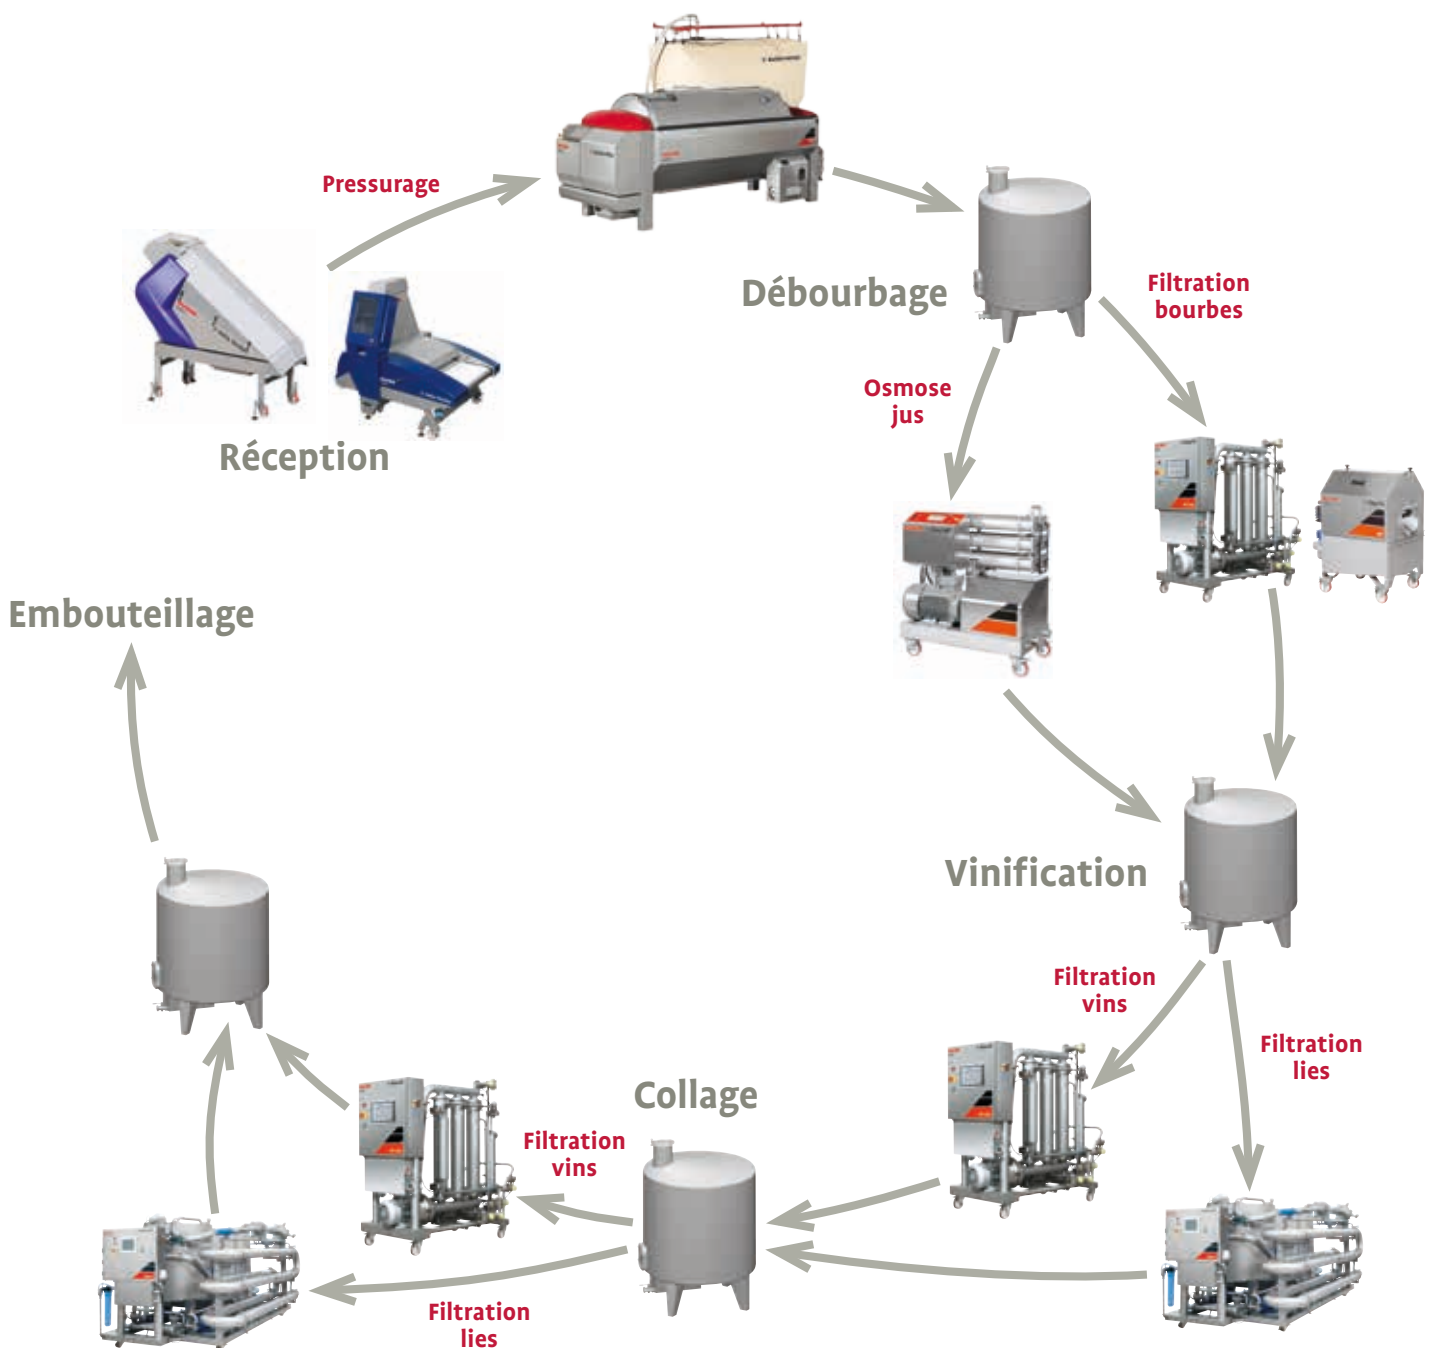 Pressurage
Débourbage
Filtration
bourbes
Osmose
jus
Réception
Embouteillage
Vinification
Filtration
vins
Filtration
lies
Collage
Filtration
vins
Filtration
lies